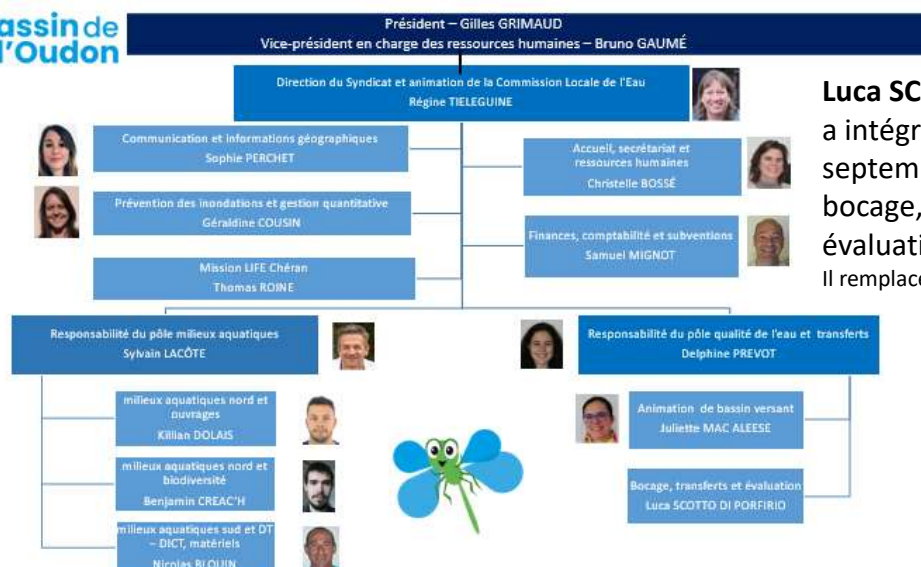 assin de
l'Oudon
Président – Gilles GRIMAUD
Vice-président en charge des ressources humaines – Bruno GAUMÉ
Direction du Syndicat et animation de la Commission Locale de l'Eau
Régine TIELEGUINE
Communication et informations géographiques
Sophie PERCHET
Accueil, secrétariat et
ressources humaines
Christelle BOSSÉ
Prévention des inondations et gestion quantitative
Géraldine COUSIN
Finances, comptabilité et subventions
Samuel MIGNOT
Mission LIFE Chéran
Thomas ROINE
Luca SC
a intégr
septem
bocage,
évaluati
Il remplace
Responsabilité du pôle milieux aquatiques
Sylvain LACÔTE
milieux aquatiques nord et
ouvrages
Killian DOLAIS
milieux aquatiques nord et
biodiversité
Benjamin CREAC'H
milieux aquatiques sud et DT
– DICT, matériels
Nicolas BLOUIN
Responsabilité du pôle qualité de l'eau et transferts
Delphine PREVOT
Animation de bassin versant
Juliette MAC ALEESE
Bocage, transferts et évaluation
Luca SCOTTO DI PORFIRIO